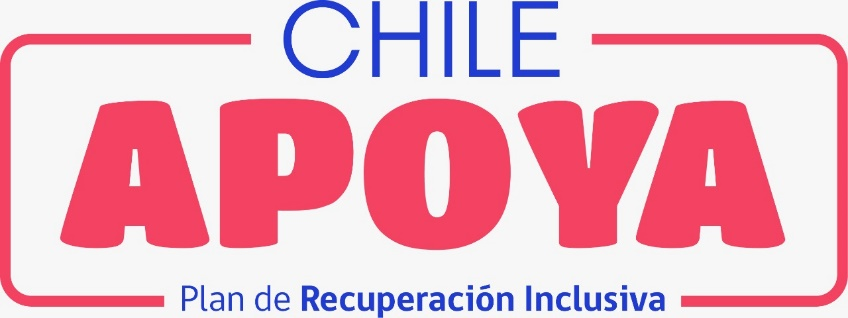 CHILE
APOYA
Plan de Recuperación Inclusiva